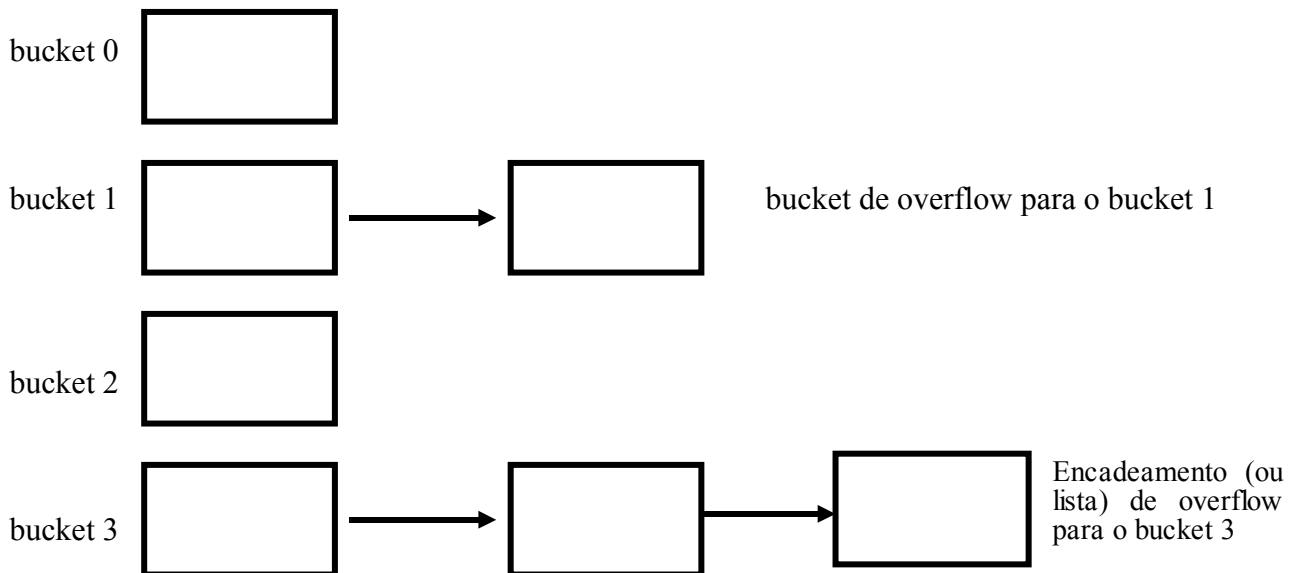 bucket 0
bucket 1
bucket de overflow para o bucket 1
bucket 2
bucket 3
Encadeamento (ou
lista) de overflow
para o bucket 3